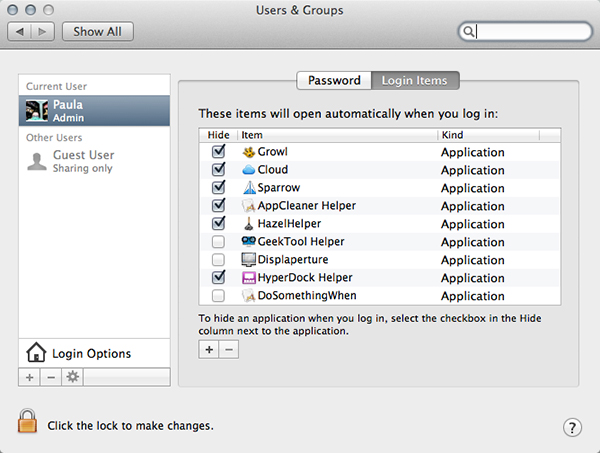 Users & Groups
Show All
Password Login Items
Current User
Paula
Admin
Other Users
Guest User
Sharing only
Login Options
These items will open automatically when you log in:
Hide Item Kind
Growl Application
Cloud Application
Sparrow Application
AppCleaner Helper Application
HazelHelper Application
GeekTool Helper Application
Displaperture Application
HyperDock Helper Application
DoSomethingWhen Application
To hide an application when you log in, select the checkbox in the Hide
column next to the application.
+ −
+ −
Click the lock to make changes.
?